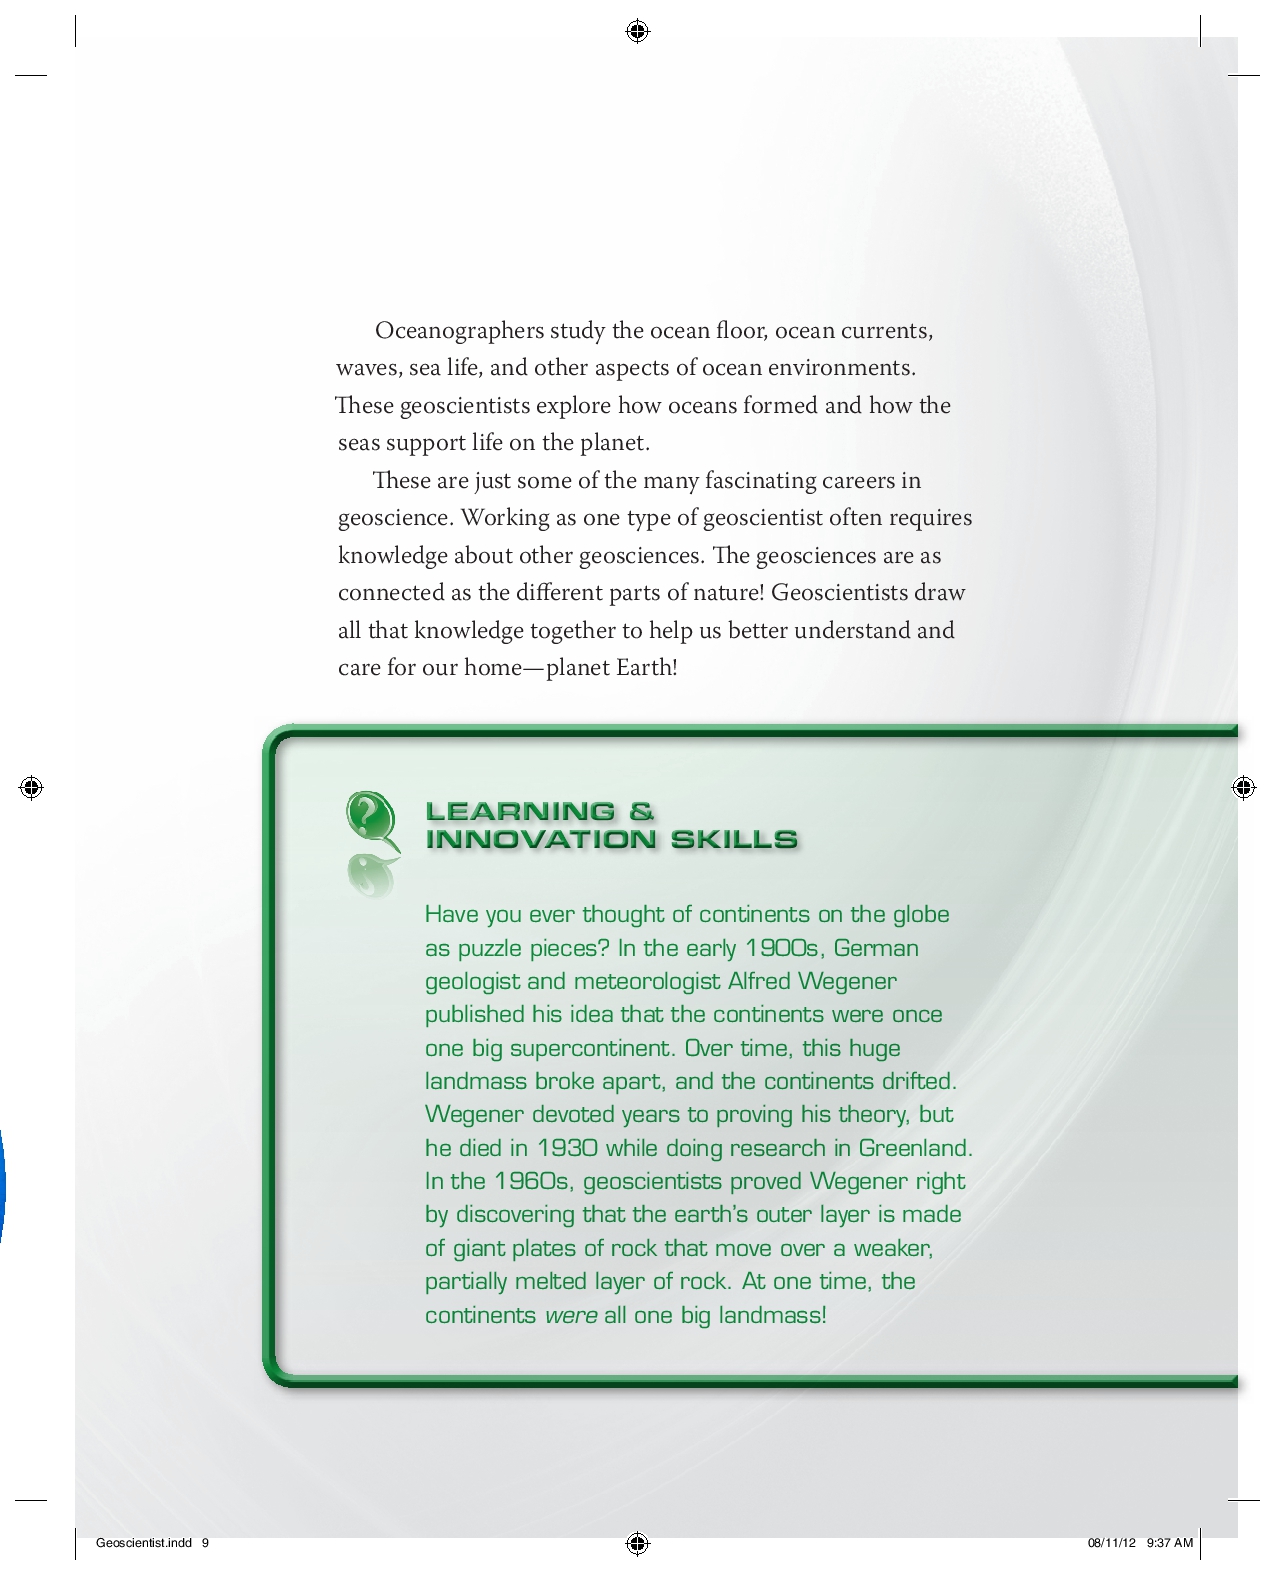 Oceanographers study the ocean floor, ocean currents,
waves, sea life, and other aspects of ocean environments.
These geoscientists explore how oceans formed and how the
seas support life on the planet.
These are just some of the many fascinating careers in
geoscience. Working as one type of geoscientist often requires
knowledge about other geosciences. The geosciences are as
connected as the different parts of nature! Geoscientists draw
all that knowledge together to help us better understand and
care for our home—planet Earth!
LEARNING &
INNOVATION SKILLS
Have you ever thought of continents on the globe
as puzzle pieces? In the early 1900s, German
geologist and meteorologist Alfred Wegener
published his idea that the continents were once
one big supercontinent. Over time, this huge
landmass broke apart, and the continents drifted.
Wegener devoted years to proving his theory, but
he died in 1930 while doing research in Greenland.
In the 1960s, geoscientists proved Wegener right
by discovering that the earth's outer layer is made
of giant plates of rock that move over a weaker,
partially melted layer of rock. At one time, the
continents were all one big landmass!
Geoscientist.indd 9 08/11/12 9:37 AM